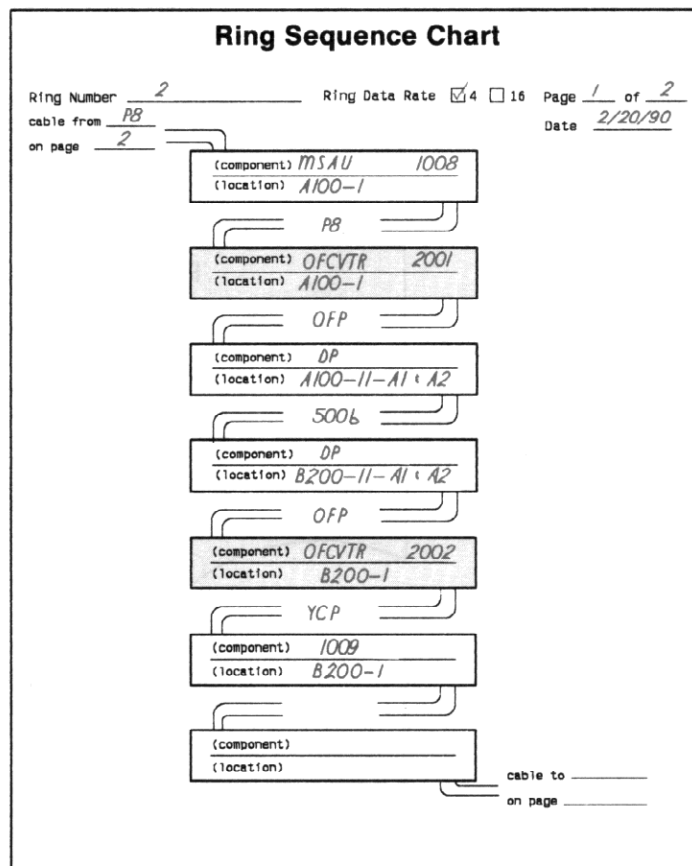 Ring Sequence Chart
Ring Number 2 Ring Data Rate ☑ 4 ☐ 16 Page 1 of 2
cable from P8
Date 2/20/90
on page 2
(component) MSAU 1008
(location) A100-1
P8
(component) OFCVTR 2001
(location) A100-1
OFP
(component) DP
(location) A100-11-A1 & A2
500b
(component) DP
(location) B200-11-A1 & A2
OFP
(component) OFCVTR 2002
(location) B200-1
YCP
(component) 1009
(location) B200-1
(component)
(location)
cable to
on page